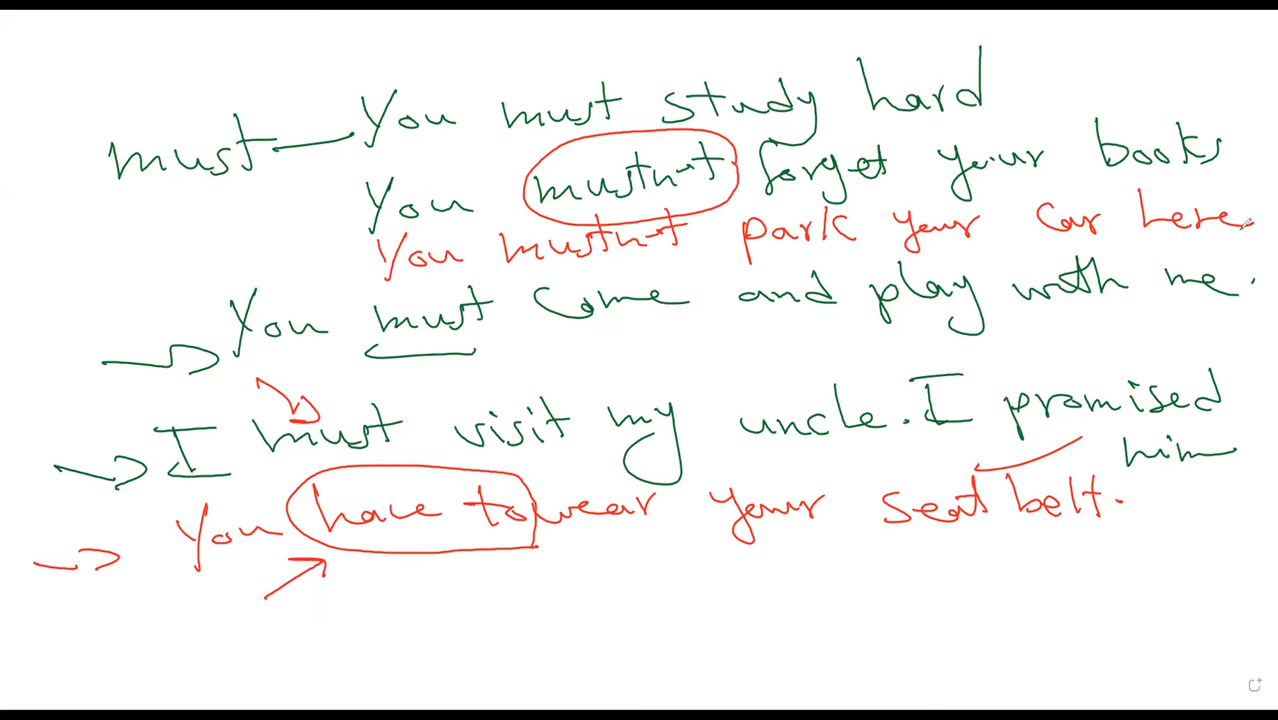 must — You must study hard
You mustn't forget your books
You mustn't park your car here
You must come and play with me.
I must visit my uncle. I promised
him
You have to wear your seat belt.